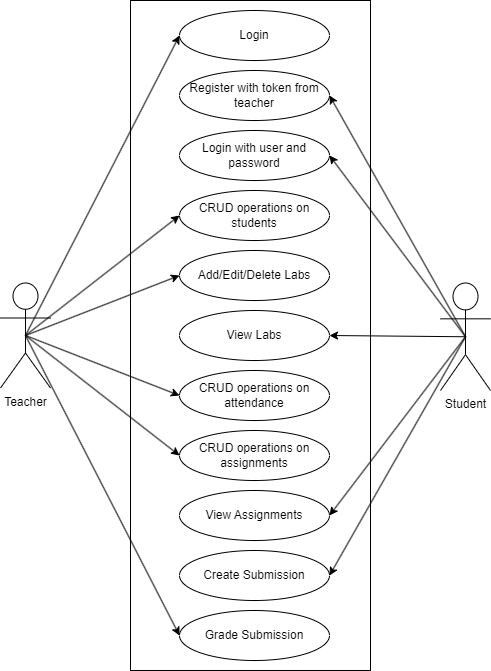 Login
Register with token from
teacher
Login with user and
password
CRUD operations on
students
Add/Edit/Delete Labs
View Labs
CRUD operations on
attendance
Teacher
Student
CRUD operations on
assignments
View Assignments
Create Submission
Grade Submission